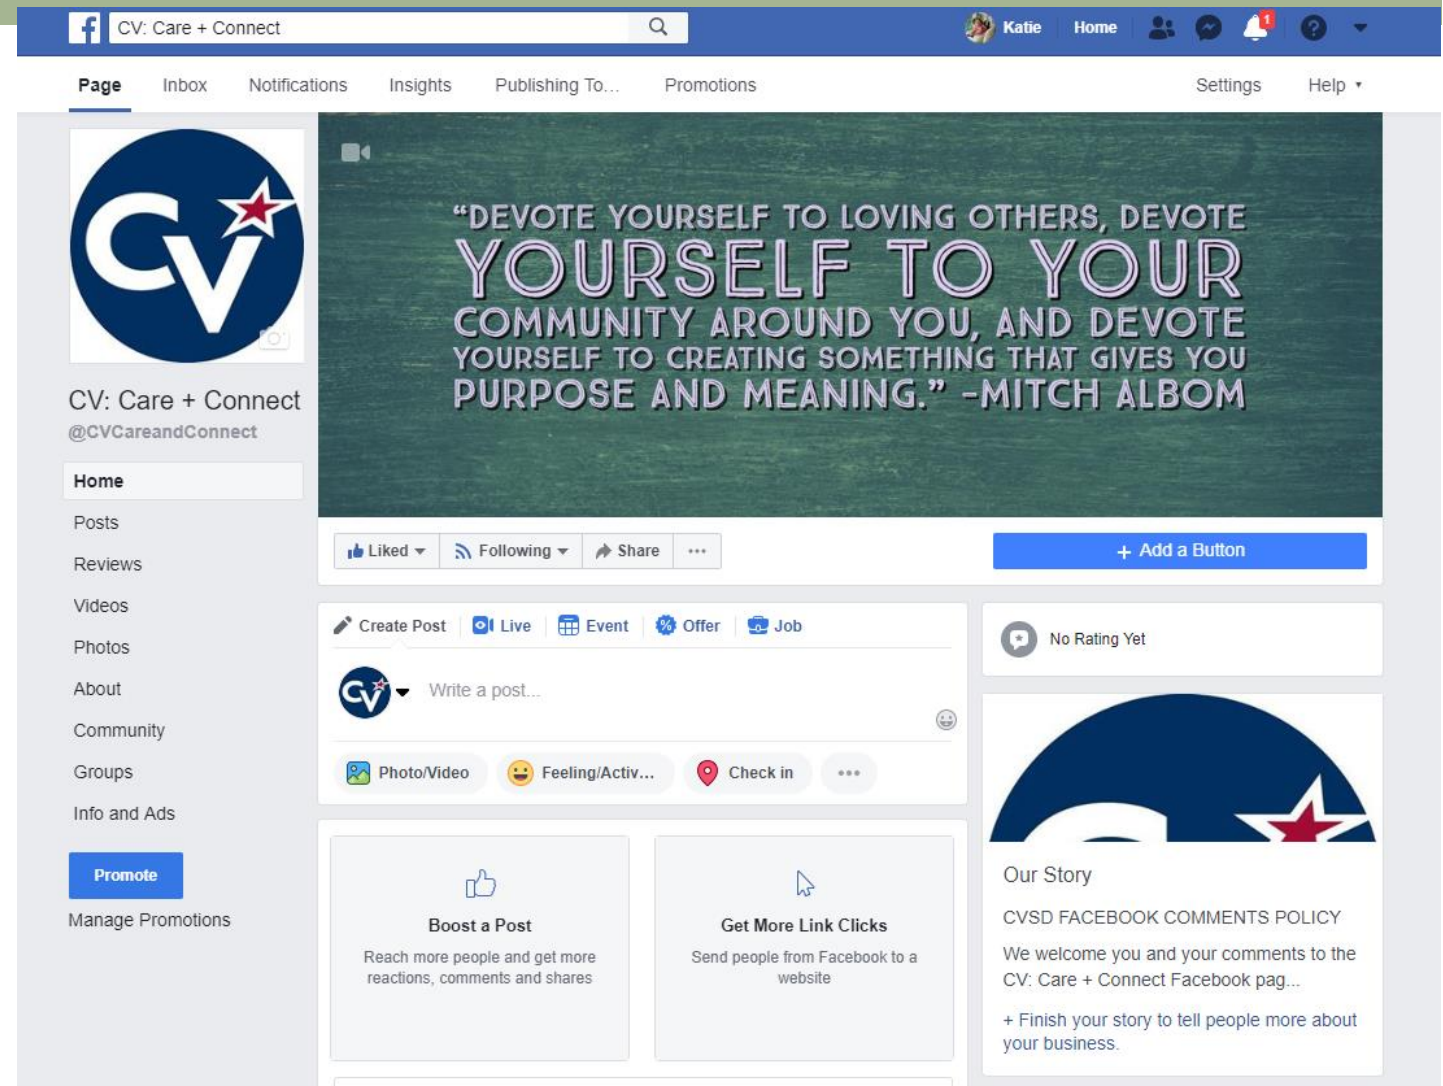 f
CV: Care + Connect
Katie
Home
1
?
Page
Inbox
Notifications
Insights
Publishing To...
Promotions
Settings
Help
CV
“DEVOTE YOURSELF TO LOVING OTHERS, DEVOTE
YOURSELF TO YOUR
COMMUNITY AROUND YOU, AND DEVOTE
YOURSELF TO CREATING SOMETHING THAT GIVES YOU
PURPOSE AND MEANING.” -MITCH ALBOM
CV: Care + Connect
@CVCareandConnect
Home
Posts
Reviews
Videos
Photos
About
Community
Groups
Info and Ads
Promote
Manage Promotions
Liked
Following
Share
...
+ Add a Button
Create Post
Live
Event
% Offer
Job
CV
Write a post...
Photo/Video
Feeling/Activ...
Check in
...
Boost a Post
Reach more people and get more
reactions, comments and shares
Get More Link Clicks
Send people from Facebook to a
website
No Rating Yet
Our Story
CVSD FACEBOOK COMMENTS POLICY
We welcome you and your comments to the
CV: Care + Connect Facebook pag...
+ Finish your story to tell people more about
your business.